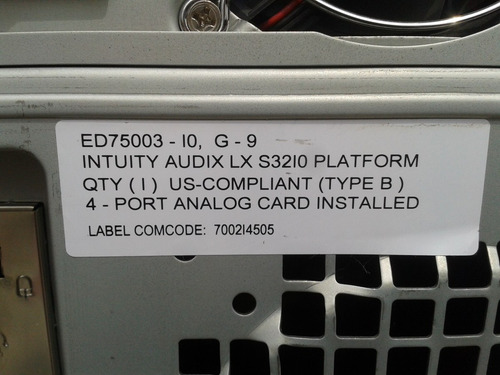 ED75003 - I0, G - 9
INTUITY AUDIX LX S32I0 PLATFORM
QTY ( I ) US-COMPLIANT (TYPE B )
4 - PORT ANALOG CARD INSTALLED
LABEL COMCODE: 7002I4505